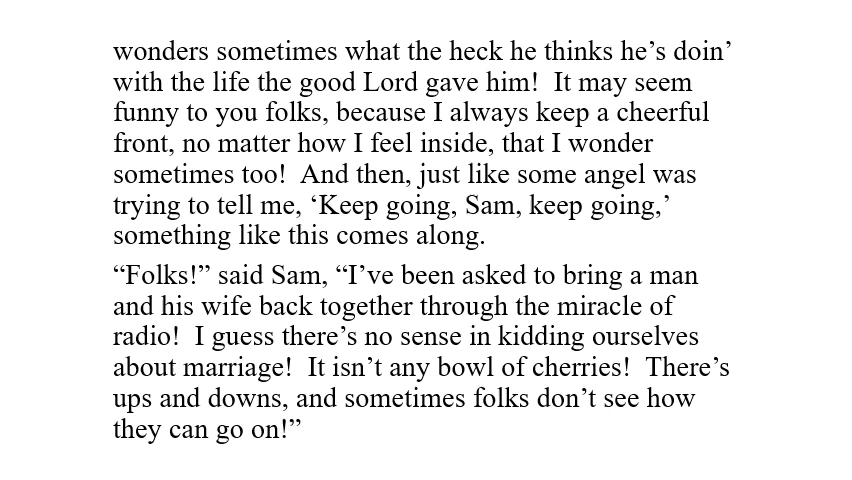 wonders sometimes what the heck he thinks he’s doin’
with the life the good Lord gave him!  It may seem
funny to you folks, because I always keep a cheerful
front, no matter how I feel inside, that I wonder
sometimes too!  And then, just like some angel was
trying to tell me, ‘Keep going, Sam, keep going,’
something like this comes along.
“Folks!” said Sam, “I’ve been asked to bring a man
and his wife back together through the miracle of
radio!  I guess there’s no sense in kidding ourselves
about marriage!  It isn’t any bowl of cherries!  There’s
ups and downs, and sometimes folks don’t see how
they can go on!”